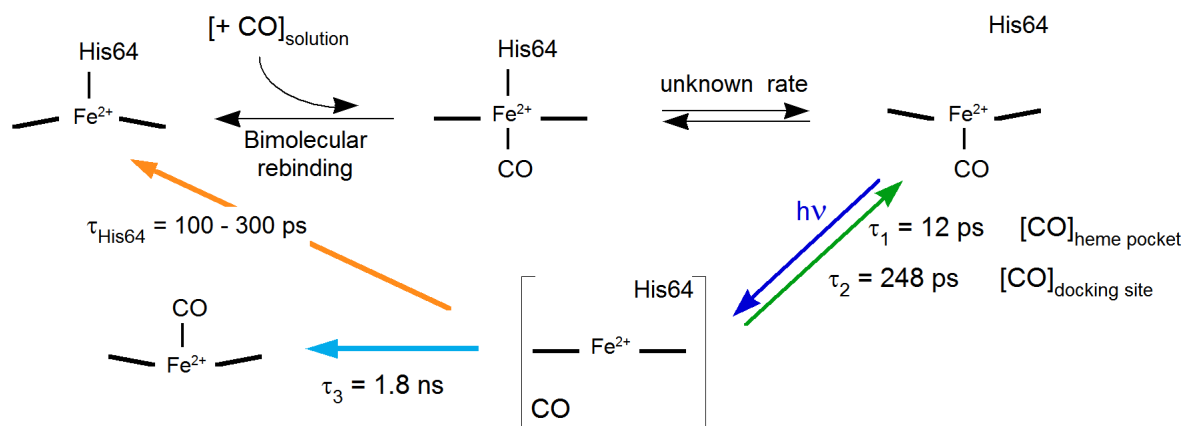 His64
Fe²⁺
[+ CO]solution
Bimolecular
rebinding
His64
Fe²⁺
CO
unknown rate
His64
Fe²⁺
CO
τHis64 = 100 - 300 ps
hν
τ₁ = 12 ps [CO]heme pocket
τ₂ = 248 ps [CO]docking site
CO
Fe²⁺
τ₃ = 1.8 ns
His64
Fe²⁺
CO